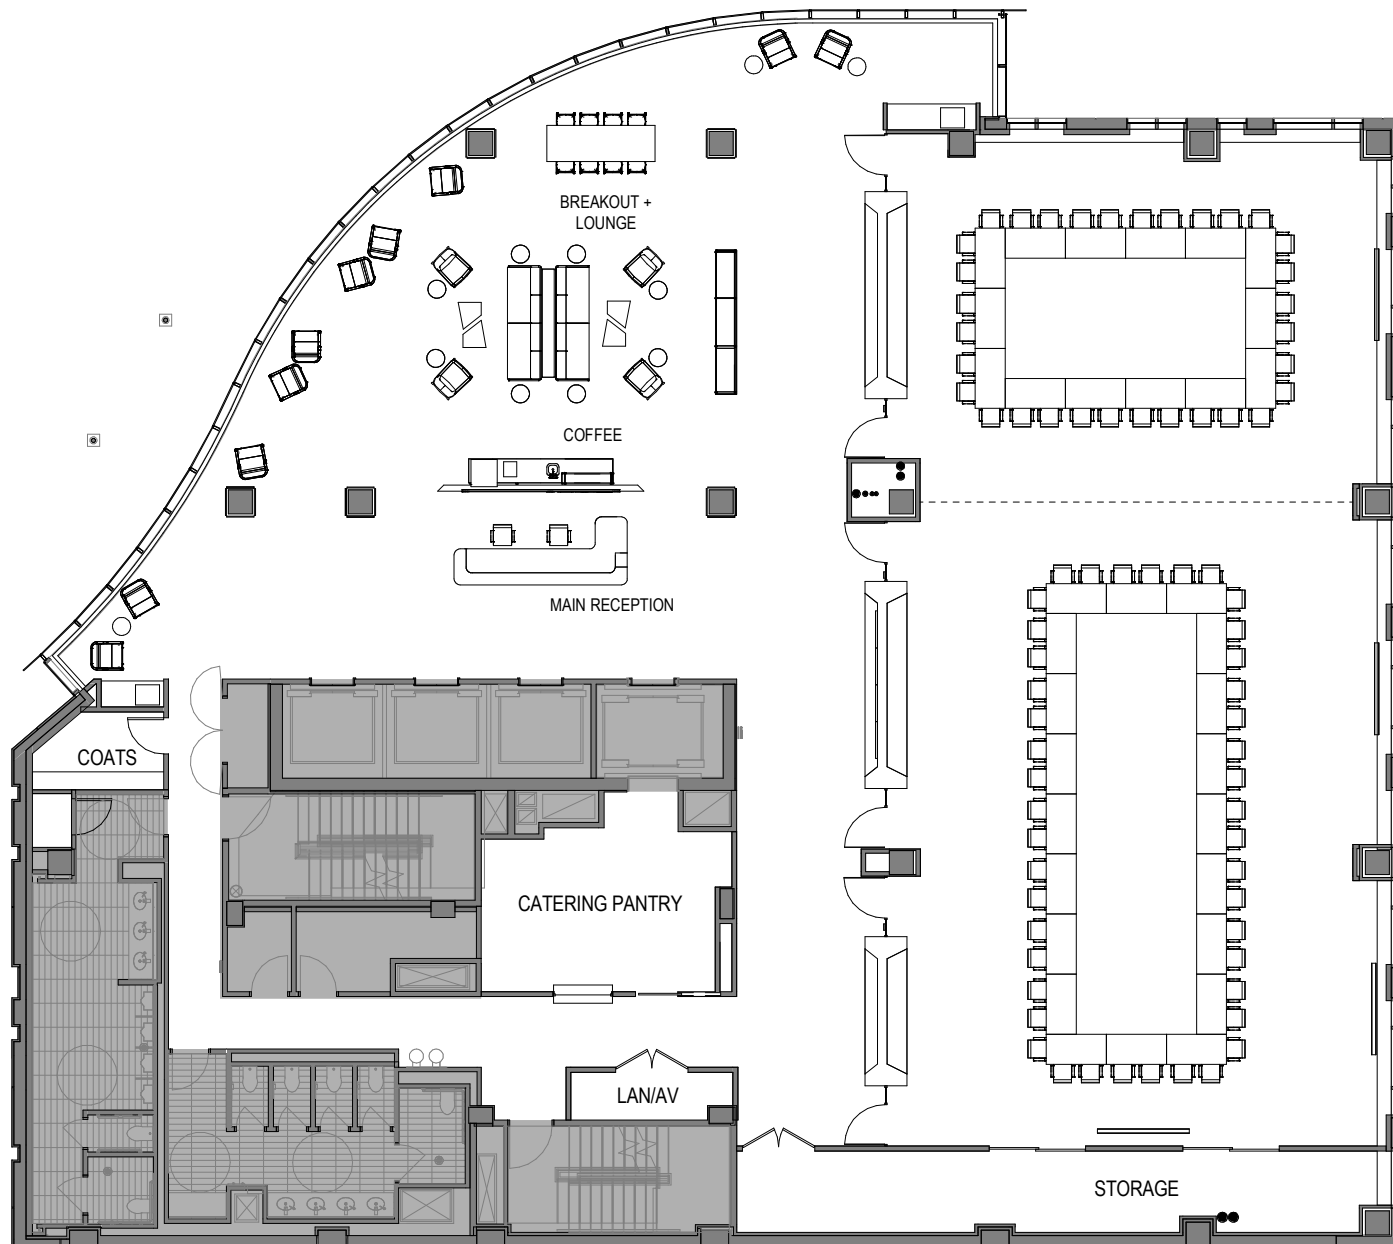 BREAKOUT +
LOUNGE
COFFEE
MAIN RECEPTION
COATS
CATERING PANTRY
LAN/AV
STORAGE